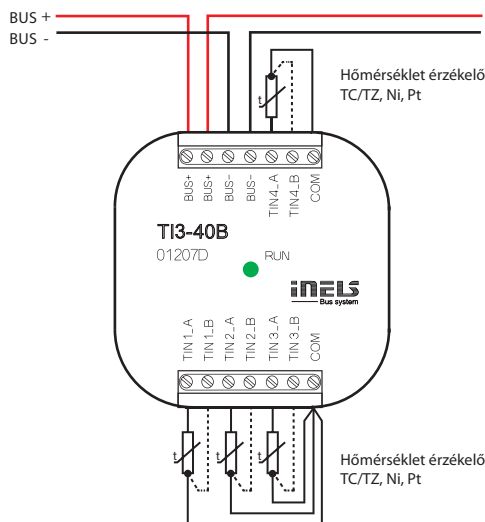 BUS +
BUS -
Hőmérséklet érzékelő
TC/TZ, Ni, Pt
t
BUS+
BUS+
BUS-
BUS-
TIN4_A
TIN4_B
COM
TI3-40B
01207D
RUN
iNELS
Bus system
TIN1_A
TIN1_B
TIN2_A
TIN2_B
TIN3_A
TIN3_B
COM
t
t
t
Hőmérséklet érzékelő
TC/TZ, Ni, Pt